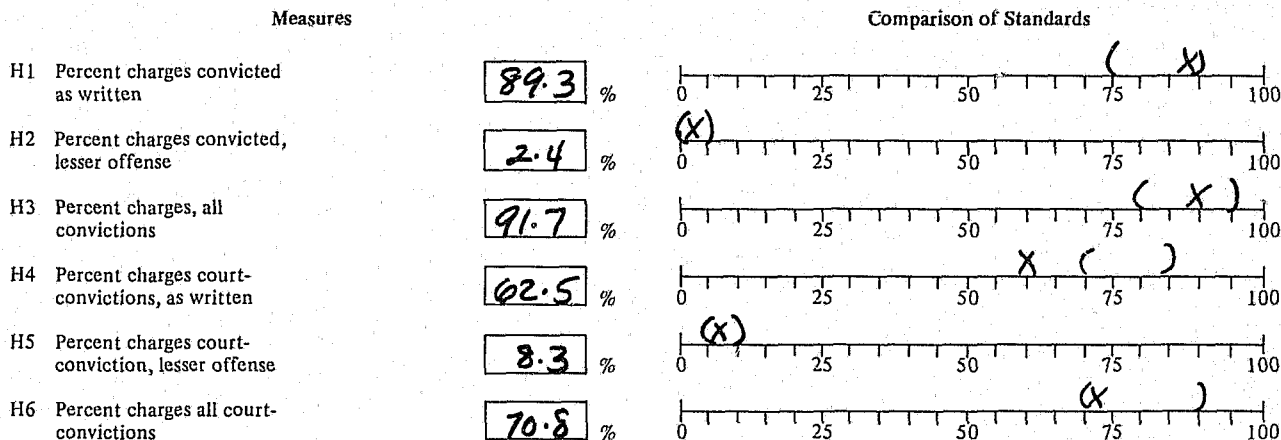 Measures Comparison of Standards
H1 Percent charges convicted as written 89.3 % ( X)
0 25 50 75 100
H2 Percent charges convicted, lesser offense 2.4 % (X)
0 25 50 75 100
H3 Percent charges, all convictions 91.7 % ( X )
0 25 50 75 100
H4 Percent charges court-convictions, as written 62.5 % X ( )
0 25 50 75 100
H5 Percent charges court-conviction, lesser offense 8.3 % (X)
0 25 50 75 100
H6 Percent charges all court-convictions 70.8 % (X )
0 25 50 75 100